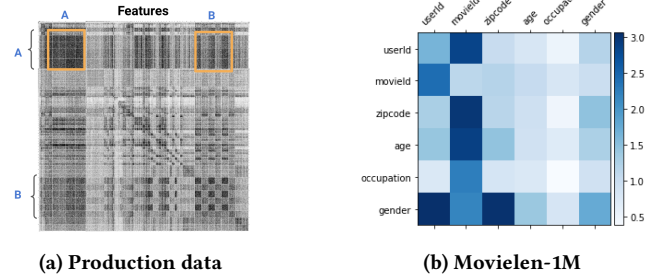 Features
A
B
A
B
(a) Production data
userId
movieId
zipcode
age
occupat
gender
userId
movieId
zipcode
age
occupation
gender
3.0
2.5
2.0
1.5
1.0
0.5
(b) Movielen-1M